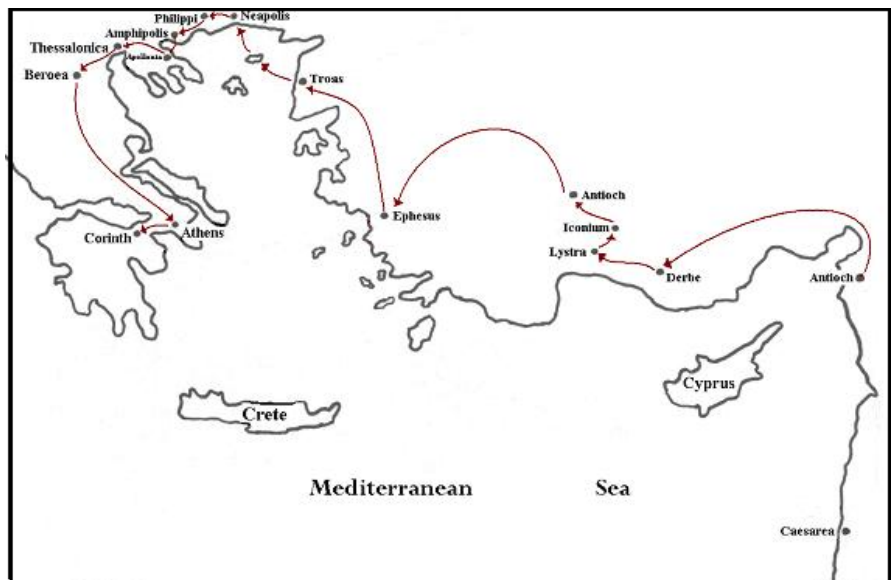 Philippi
Neapolis
Amphipolis
Thessalonica
Apollonia
Beroea
Troas
Antioch
Ephesus
Iconium
Corinth
Athens
Lystra
Derbe
Antioch
Cyprus
Crete
Mediterranean Sea
Caesarea